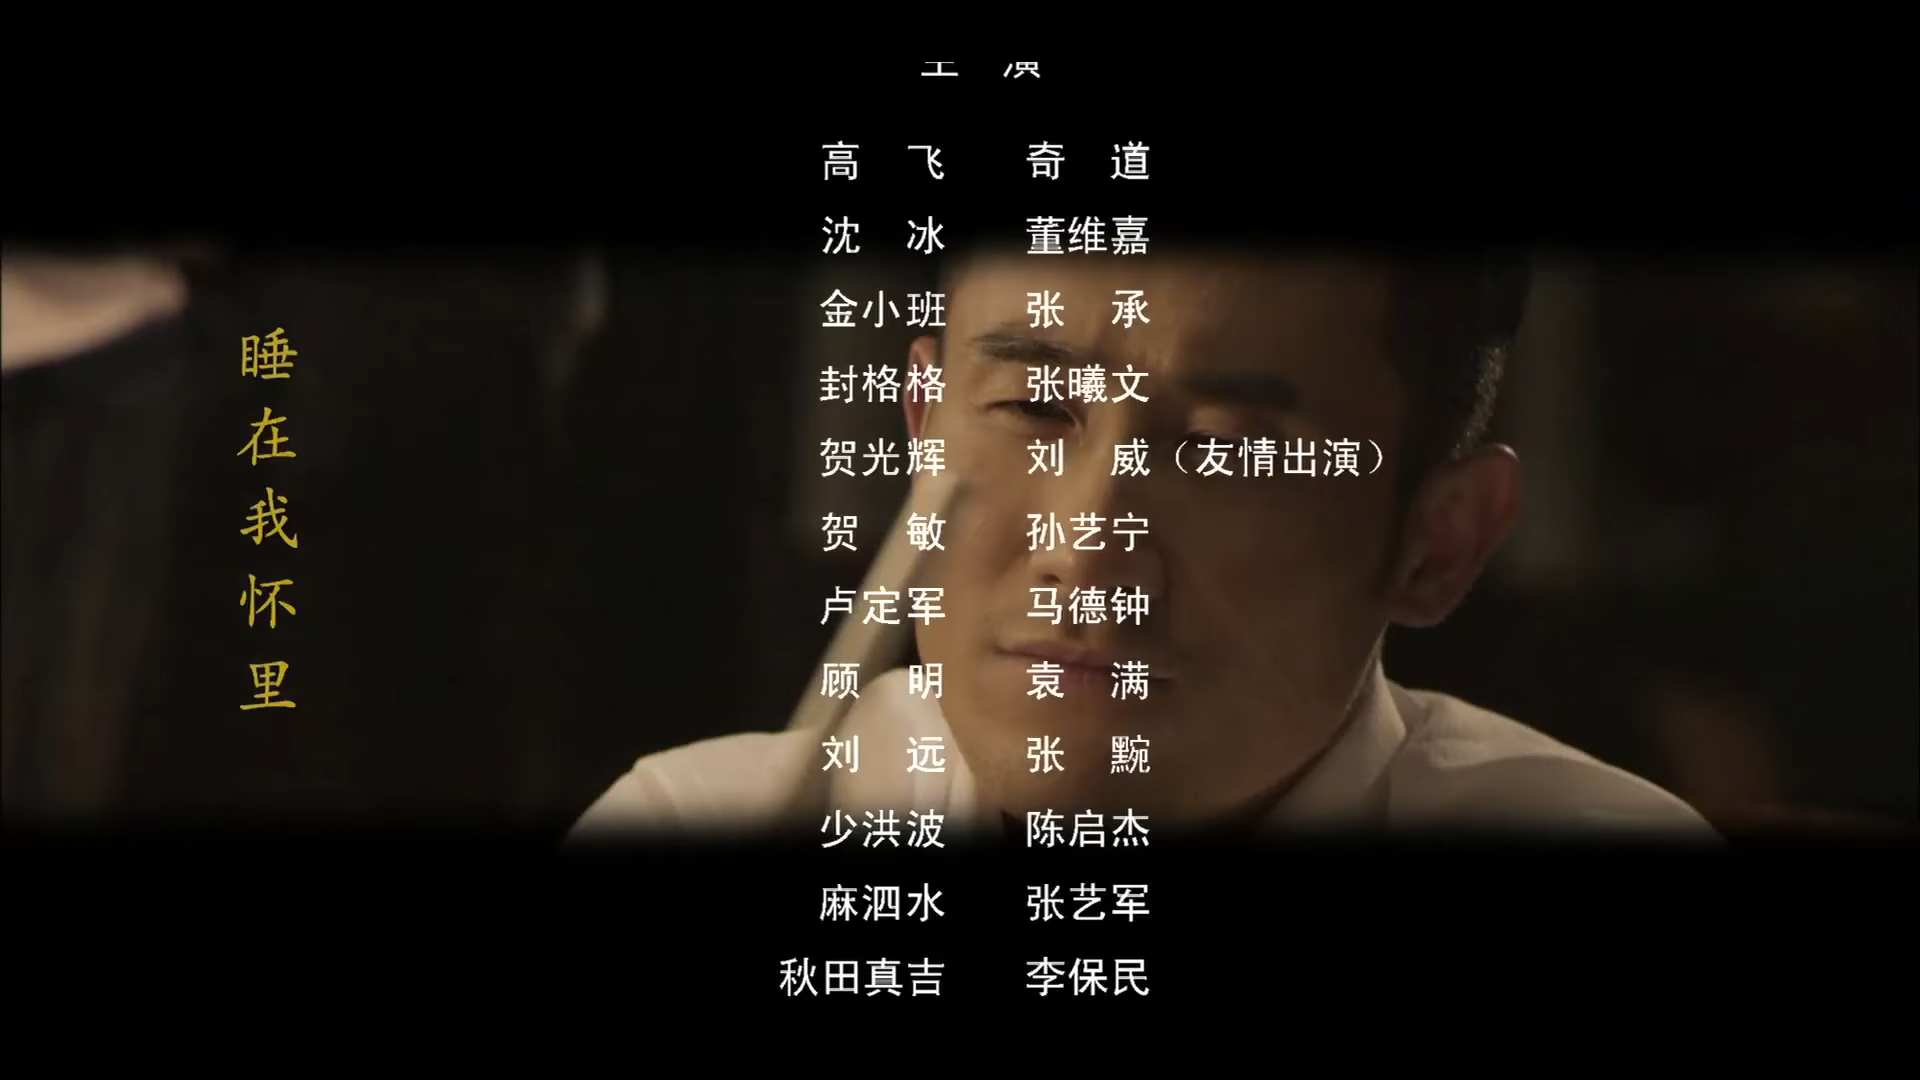 主 演
高 飞 奇 道
沈 冰 董维嘉
金小班 张 承
封格格 张曦文
贺光辉 刘 威（友情出演）
贺 敏 孙艺宁
卢定军 马德钟
顾 明 袁 满
刘 远 张 黦
少洪波 陈启杰
麻泗水 张艺军
秋田真吉 李保民
睡在我怀里